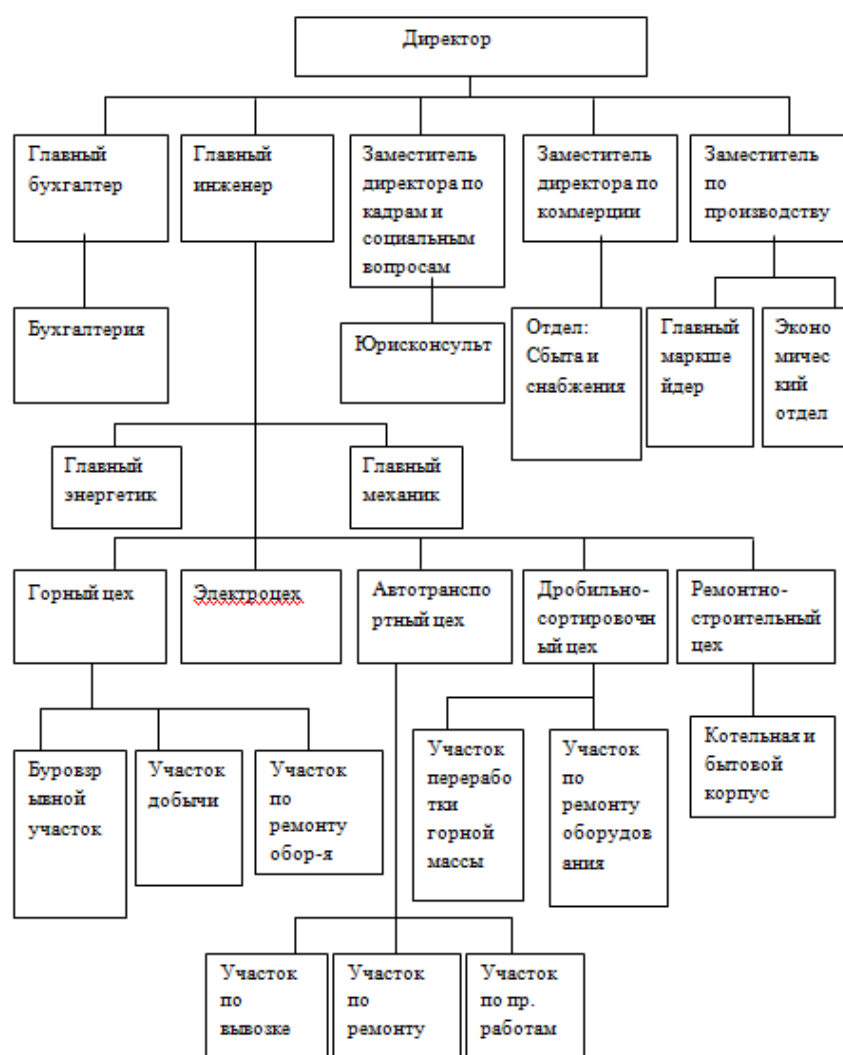 Директор
Главный
бухгалтер
Главный
инженер
Заместитель
директора по
кадрам и
социальным
вопросам
Заместитель
директора по
коммерции
Заместитель
по
производству
Бухгалтерия
Юрисконсульт
Отдел:
Сбыта и
снабжения
Главный
маркше
йдер
Эконо
мичес
кий
отдел
Главный
энергетик
Главный
механик
Горный цех
Электроцех
Автотранспо
ртный цех
Дробильно-
сортировочн
ый цех
Ремонтно-
строительный
цех
Буровзр
ывной
участок
Участок
добычи
Участок
по
ремонту
обор-я
Участок
перерабо
тки
горной
массы
Участок
по
ремонту
оборудов
ания
Котельная и
бытовой
корпус
Участок
по
вывозке
Участок
по
ремонту
Участок
по пр.
работам